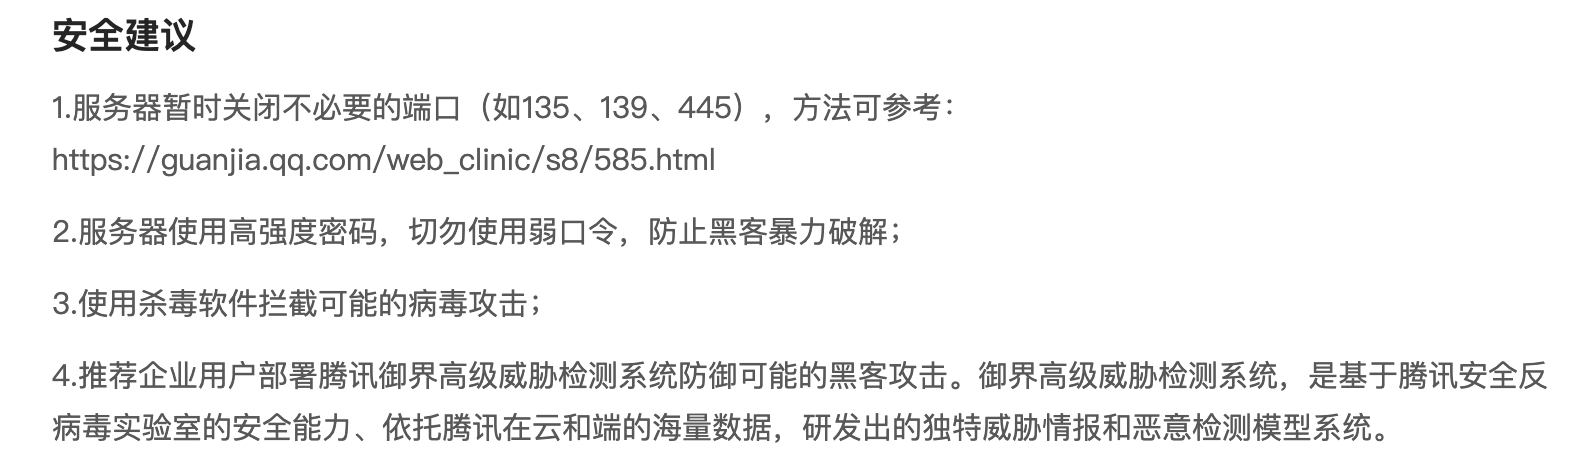 安全建议
1.服务器暂时关闭不必要的端口（如135、139、445），方法可参考：
https://guanjia.qq.com/web_clinic/s8/585.html
2.服务器使用高强度密码，切勿使用弱口令，防止黑客暴力破解；
3.使用杀毒软件拦截可能的病毒攻击；
4.推荐企业用户部署腾讯御界高级威胁检测系统防御可能的黑客攻击。御界高级威胁检测系统，是基于腾讯安全反
病毒实验室的安全能力、依托腾讯在云和端的海量数据，研发出的独特威胁情报和恶意检测模型系统。